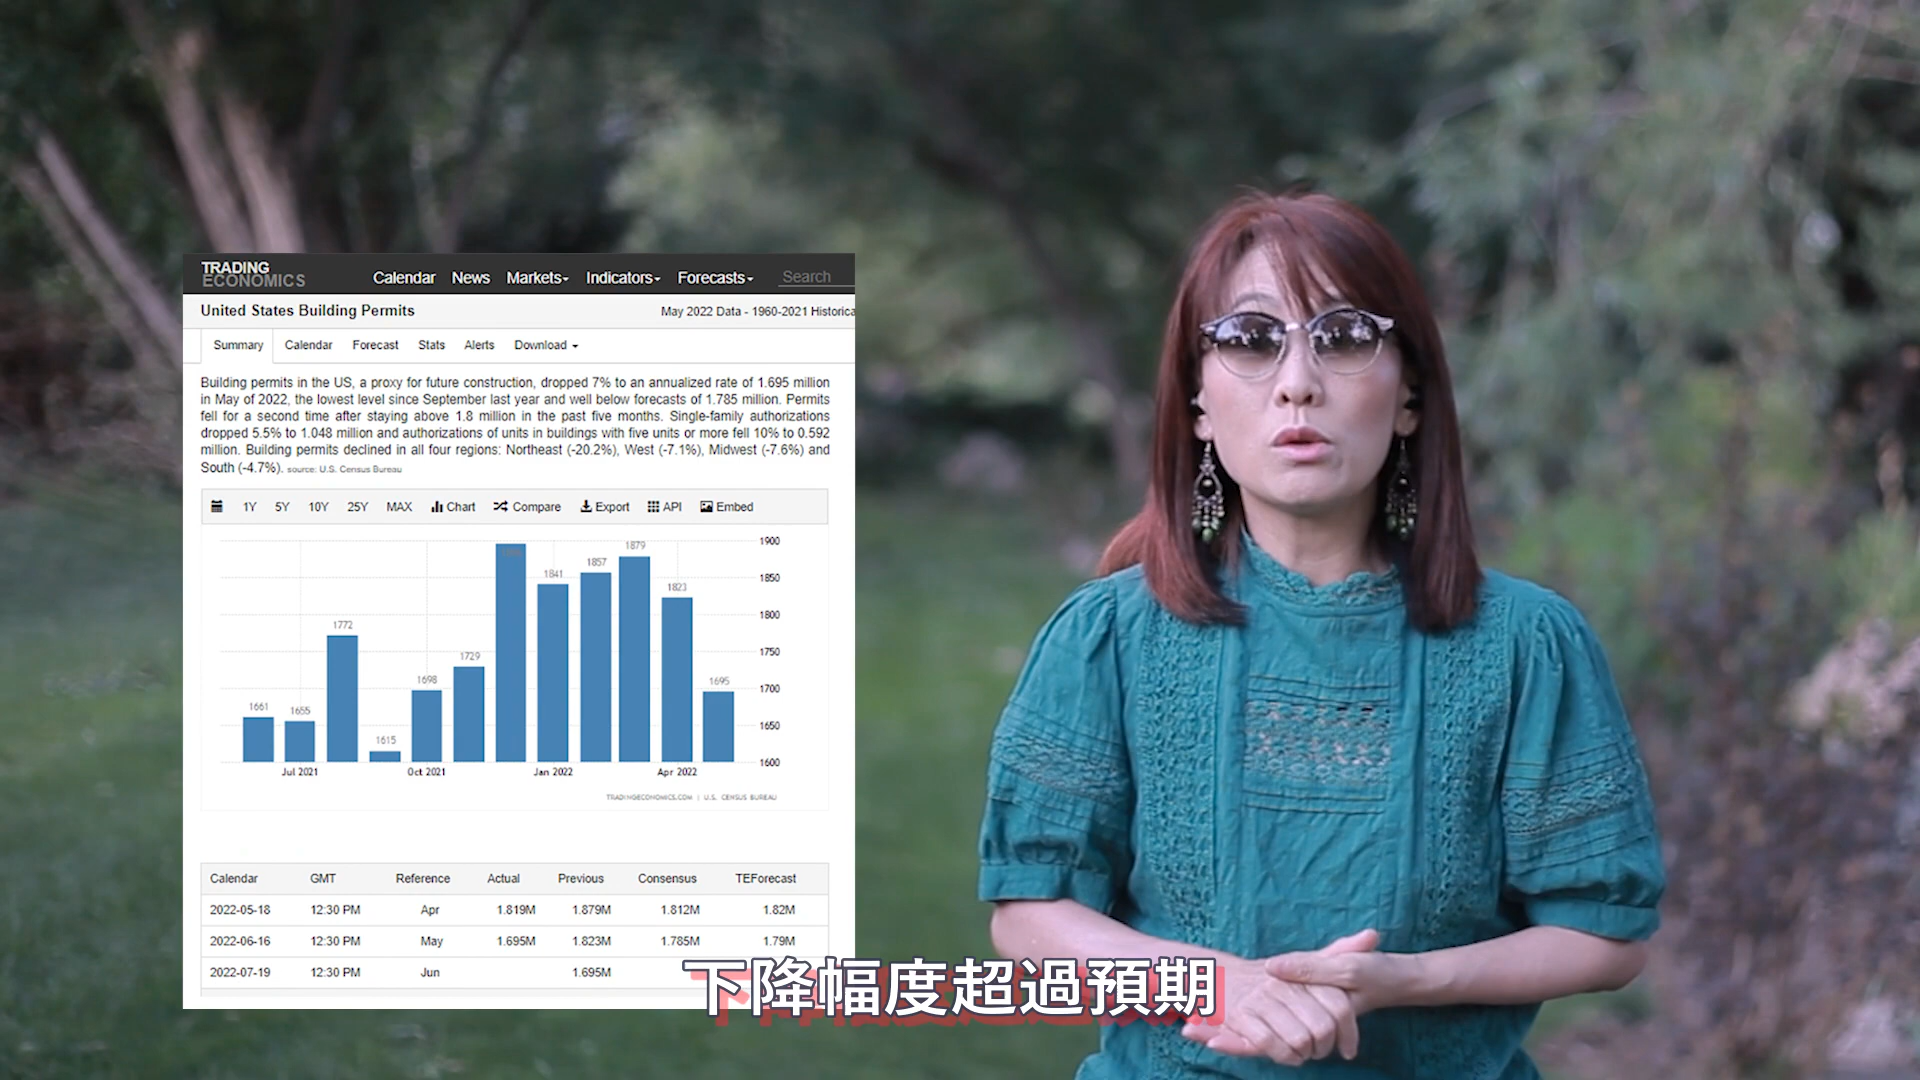 TRADING
ECONOMICS
Calendar News Markets Indicators Forecasts Search
United States Building Permits
May 2022 Data - 1960-2021 Historica
Summary Calendar Forecast Stats Alerts Download
Building permits in the US, a proxy for future construction, dropped 7% to an annualized rate of 1.695 million
in May of 2022, the lowest level since September last year and well below forecasts of 1.785 million. Permits
fell for a second time after staying above 1.8 million in the past five months. Single-family authorizations
dropped 5.5% to 1.048 million and authorizations of units in buildings with five units or more fell 10% to 0.592
million. Building permits declined in all four regions: Northeast (-20.2%), West (-7.1%), Midwest (-7.6%) and
South (-4.7%). source: U.S. Census Bureau
1Y 5Y 10Y 25Y MAX Chart Compare Export API Embed
1661 1655 1772 1615 1698 1729 1841 1857 1879 1823 1695
1900
1850
1800
1750
1700
1650
1600
Jul 2021 Oct 2021 Jan 2022 Apr 2022
TRADINGECONOMICS.COM | U.S. CENSUS BUREAU
Calendar GMT Reference Actual Previous Consensus TEForecast
2022-05-18 12:30 PM Apr 1.819M 1.879M 1.812M 1.82M
2022-06-16 12:30 PM May 1.695M 1.823M 1.785M 1.79M
2022-07-19 12:30 PM Jun 1.695M
下降幅度超過預期